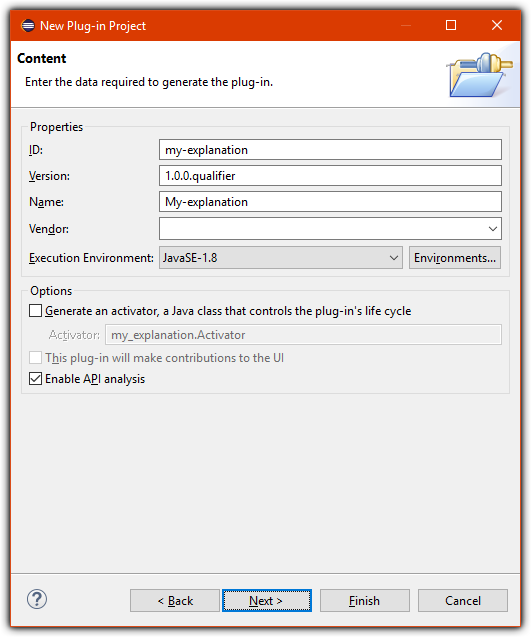 New Plug-in Project
Content
Enter the data required to generate the plug-in.
Properties
ID: my-explanation
Version: 1.0.0.qualifier
Name: My-explanation
Vendor:
Execution Environment: JavaSE-1.8 Environments...
Options
Generate an activator, a Java class that controls the plug-in's life cycle
Activator: my_explanation.Activator
This plug-in will make contributions to the UI
Enable API analysis
? < Back Next > Finish Cancel